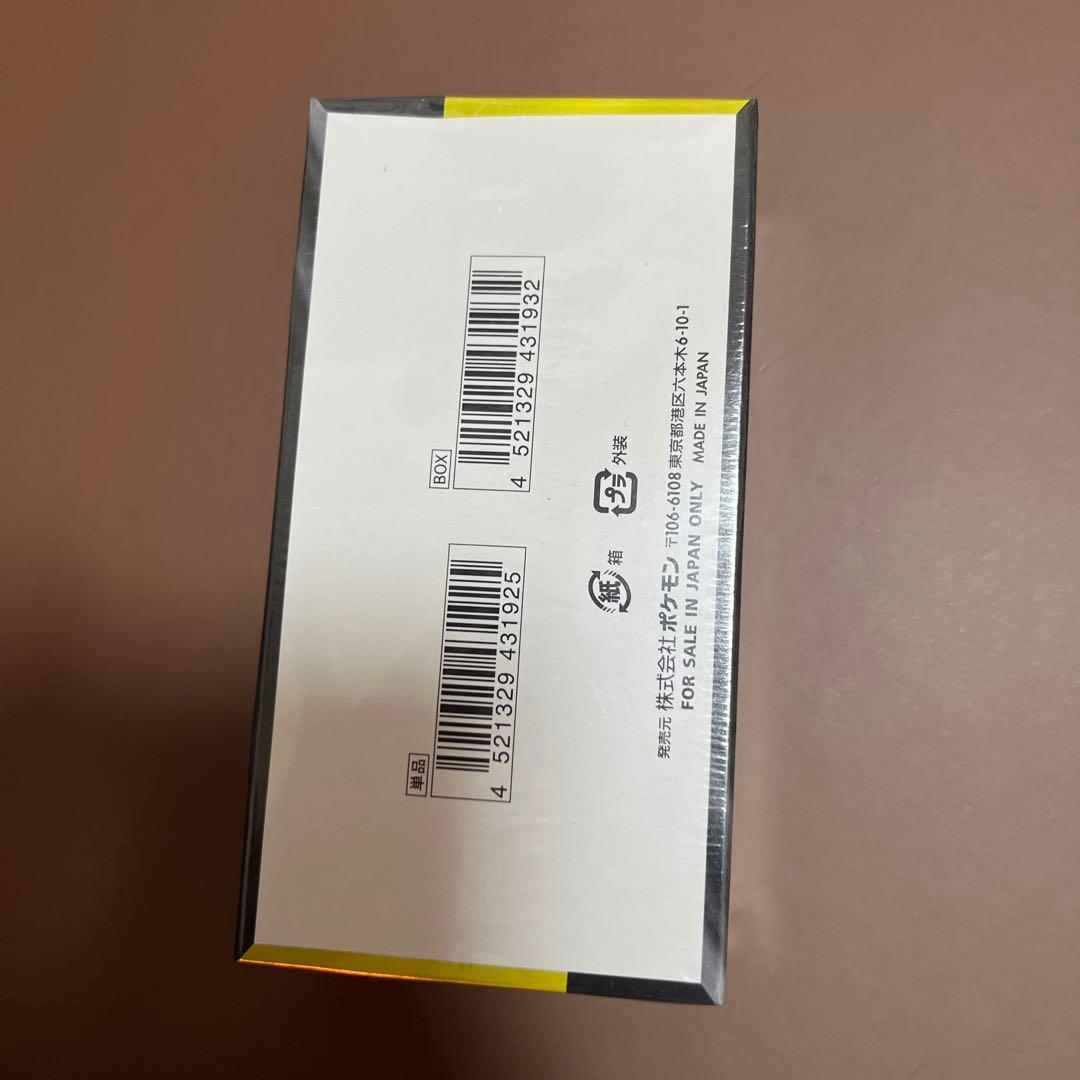 単品
4 521329 431925
BOX
4 521329 431932
紙 箱
プラ 外装
発売元 株式会社 ポケモン 〒106-6108 東京都港区六本木6-10-1
FOR SALE IN JAPAN ONLY MADE IN JAPAN